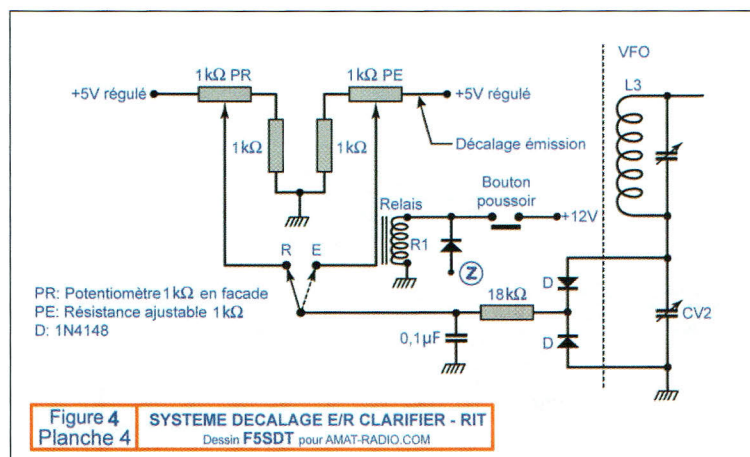 VFO
1kΩ PR
1kΩ PE
L3
+5V régulé
+5V régulé
1kΩ
1kΩ
Décalage émission
Relais
Bouton
poussoir
+12V
R
E
R1
Z
PR: Potentiomètre 1kΩ en facade
PE: Résistance ajustable 1kΩ
D: 1N4148
18kΩ
D
0,1µF
D
CV2
Figure 4
Planche 4
SYSTEME DECALAGE E/R CLARIFIER - RIT
Dessin F5SDT pour AMAT-RADIO.COM